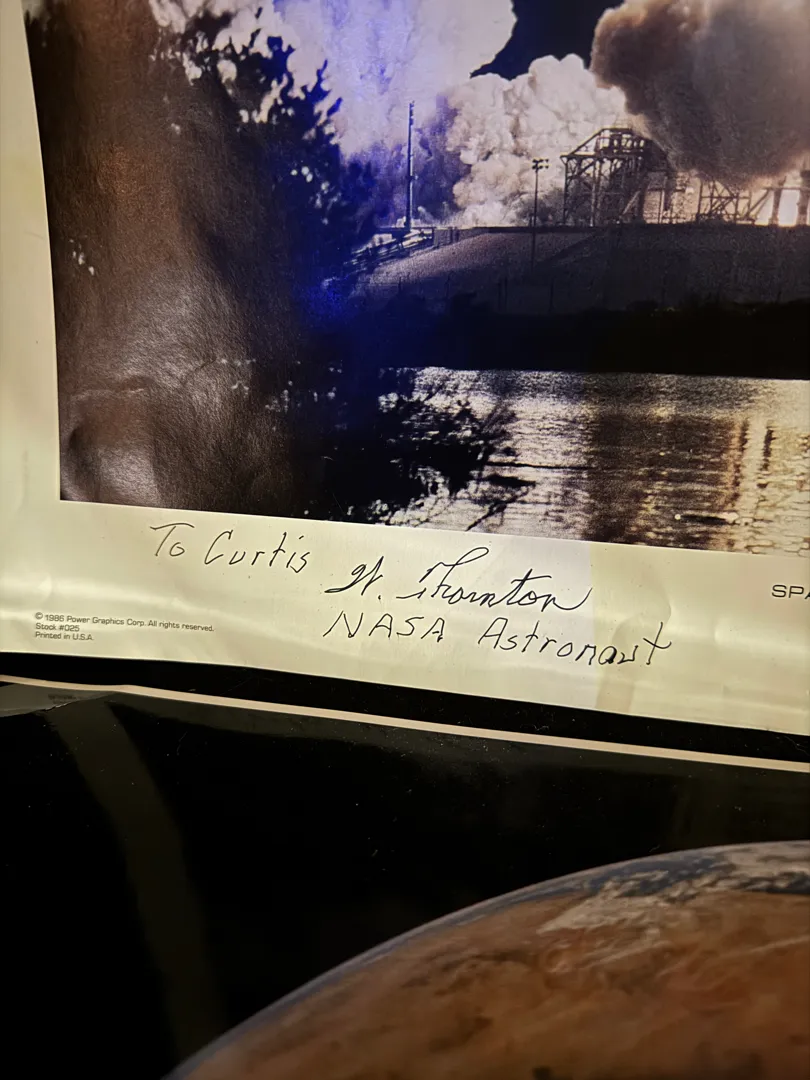 To Curtis
W. Thornton
NASA Astronaut
SPA
© 1986 Power Graphics Corp. All rights reserved.
Stock #025
Printed in U.S.A.